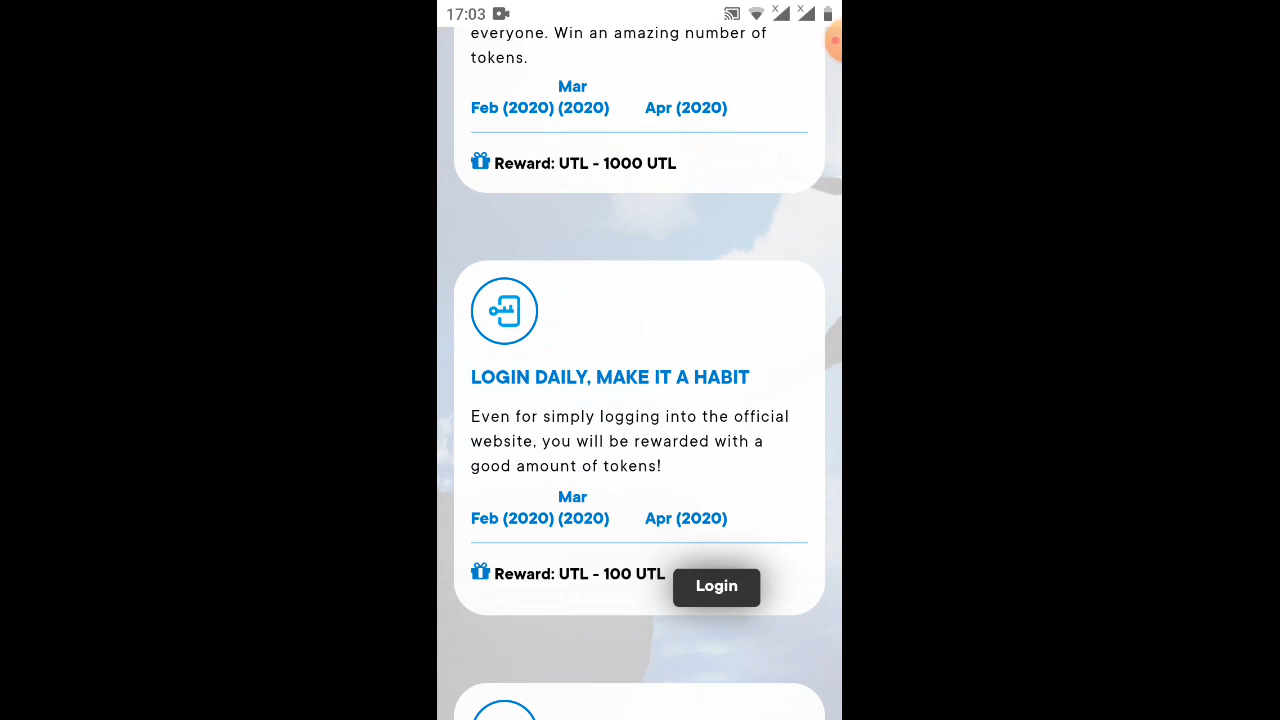 17:03
everyone. Win an amazing number of
tokens.
Mar
Feb (2020) (2020) Apr (2020)
Reward: UTL - 1000 UTL
LOGIN DAILY, MAKE IT A HABIT
Even for simply logging into the official
website, you will be rewarded with a
good amount of tokens!
Mar
Feb (2020) (2020) Apr (2020)
Reward: UTL - 100 UTL
Login